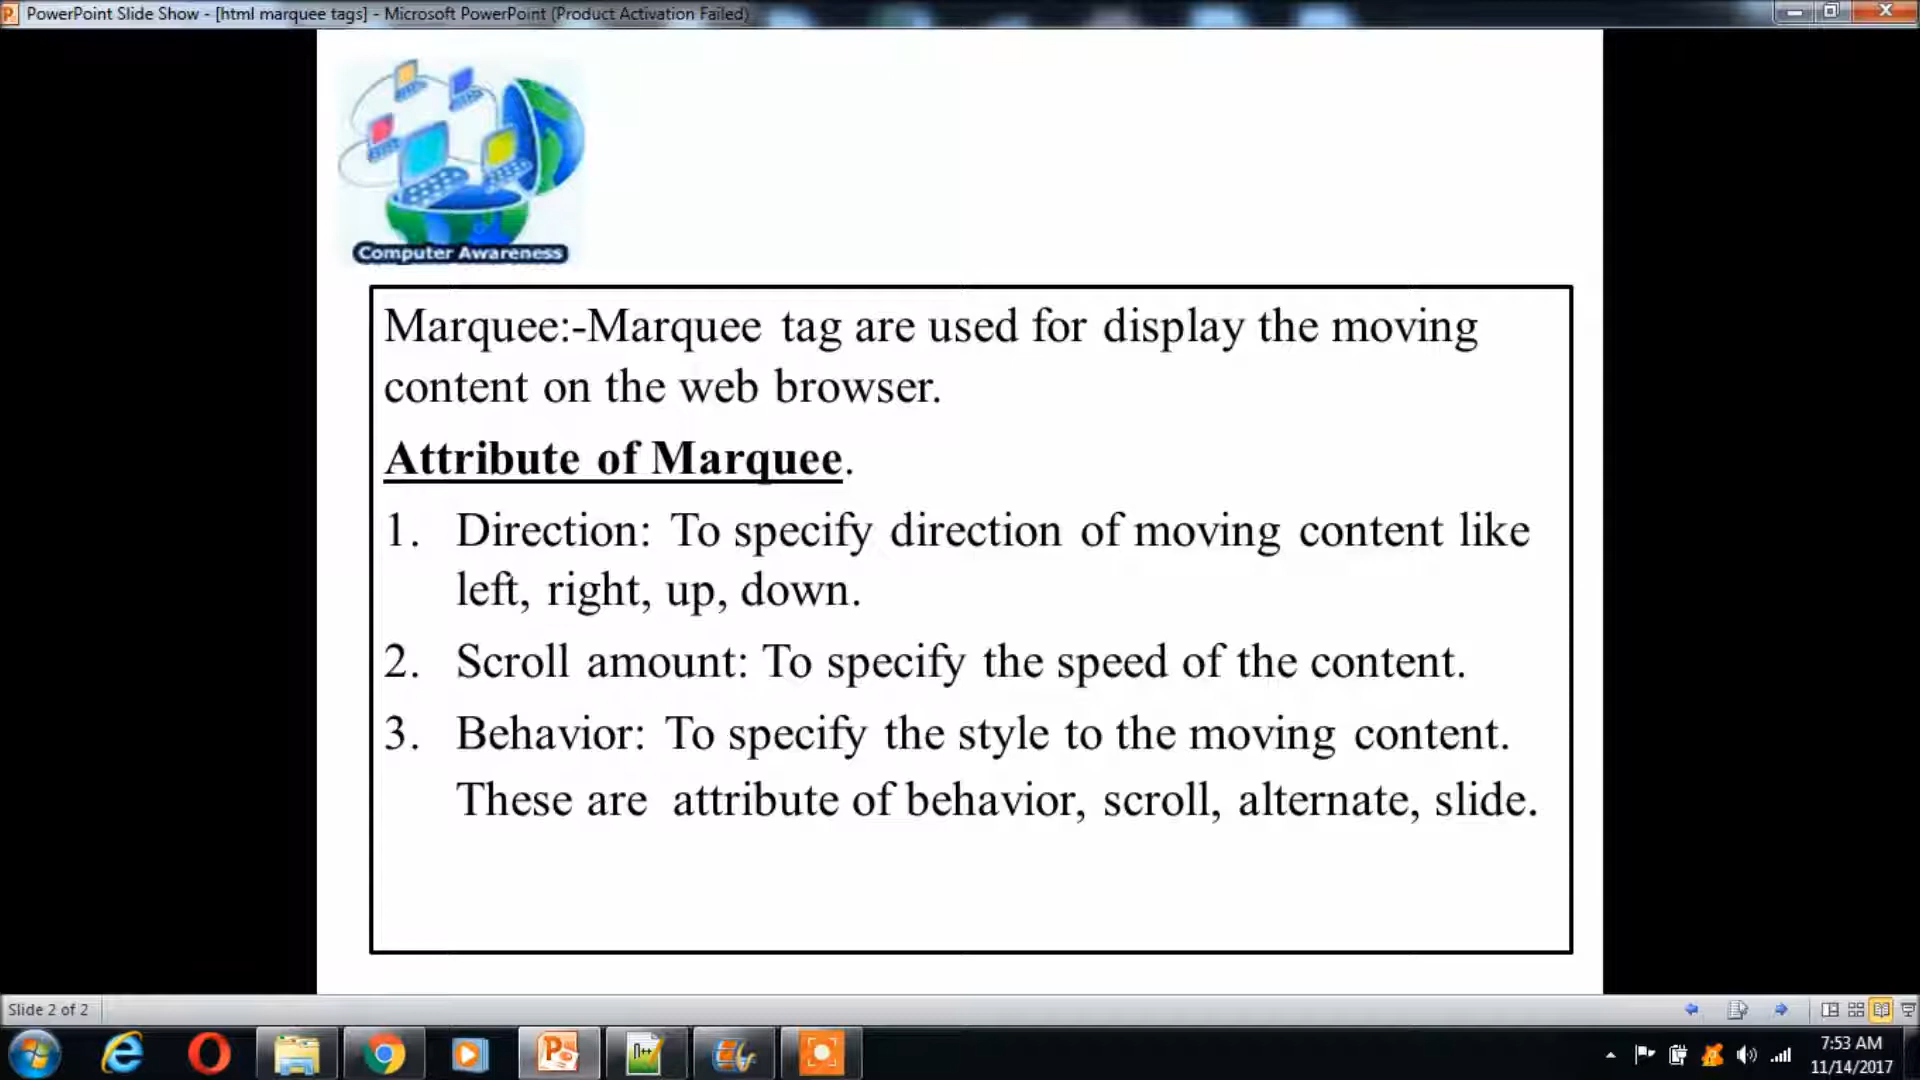 PowerPoint Slide Show - [html marquee tags] - Microsoft PowerPoint (Product Activation Failed)
Computer Awareness
Marquee:-Marquee tag are used for display the moving
content on the web browser.
Attribute of Marquee.
1. Direction: To specify direction of moving content like
left, right, up, down.
2. Scroll amount: To specify the speed of the content.
3. Behavior: To specify the style to the moving content.
These are attribute of behavior, scroll, alternate, slide.
Slide 2 of 2
7:53 AM
11/14/2017